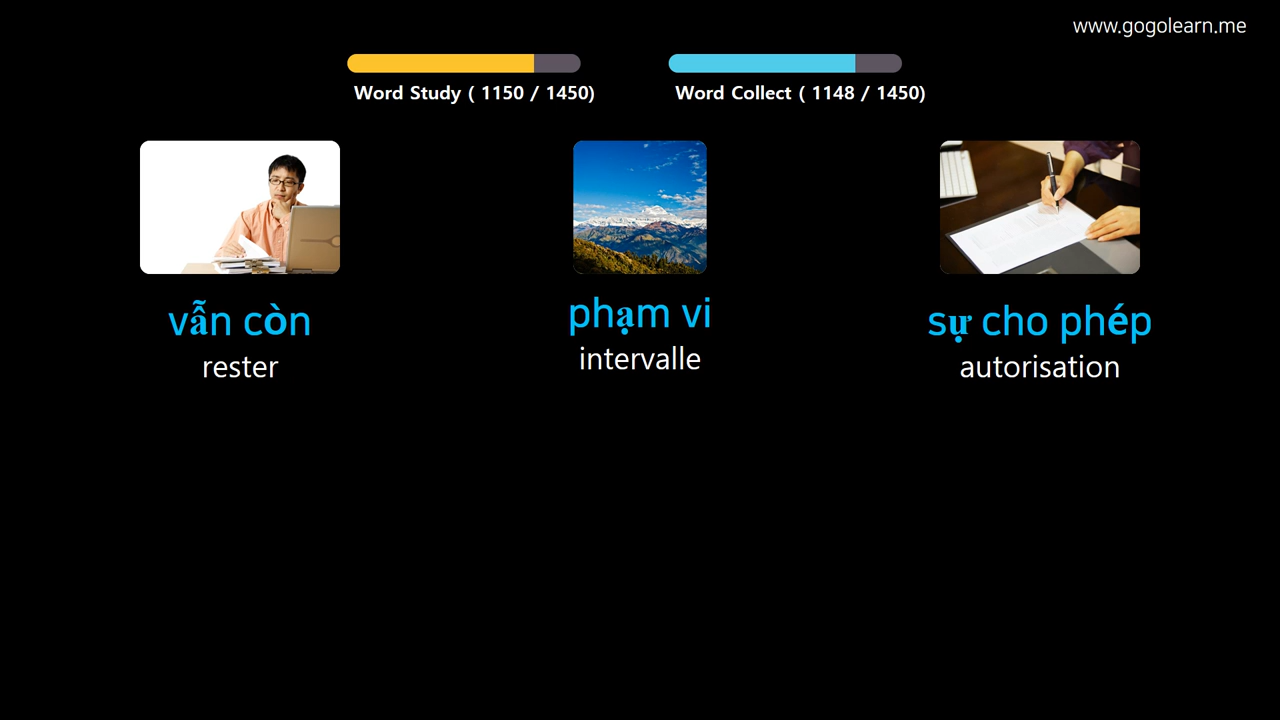 www.gogolearn.me
Word Study ( 1150 / 1450)
Word Collect ( 1148 / 1450)
vẫn còn
rester
phạm vi
intervalle
sự cho phép
autorisation